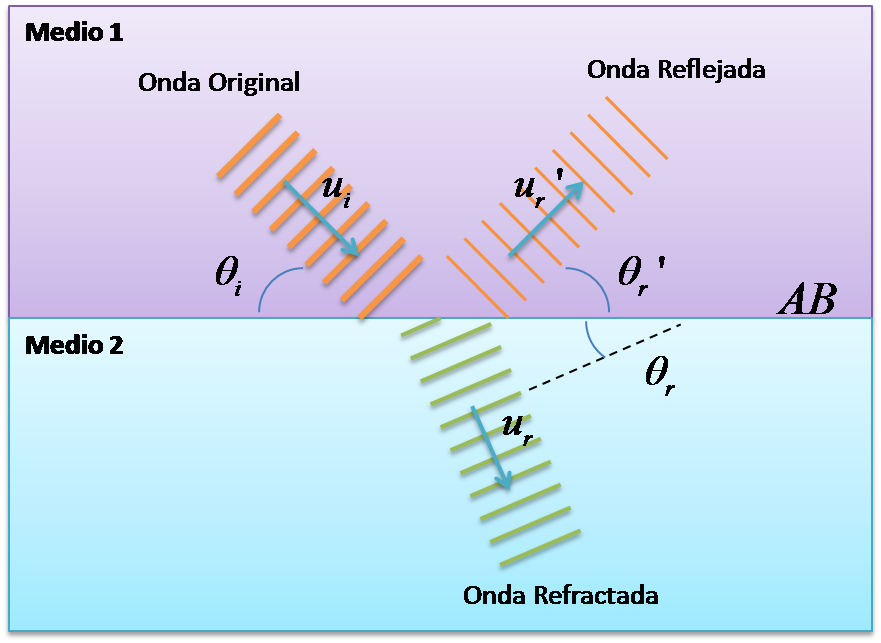 Medio 1
Onda Original
Onda Reflejada
u_i
u_r'
θ_i
θ_r'
AB
Medio 2
θ_r
u_r
Onda Refractada